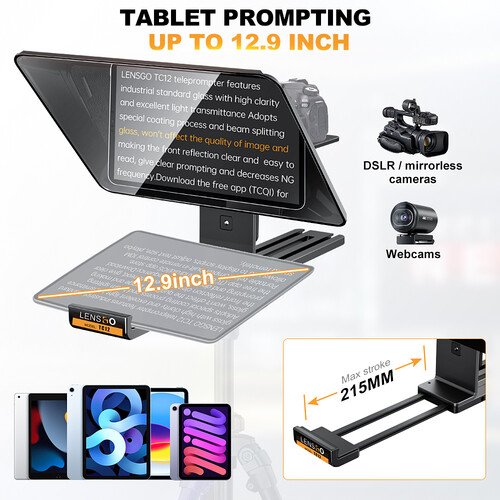 TABLET PROMPTING
UP TO 12.9 INCH
LENSGO TC12 teleprompter features
industrial standard glass with high clarity
and excellent light transmittance Adopts
special coating process and beam splitting
glass, won't affect the quality of image and
making the front reflection clear and easy to
read, give clear prompting and decreases NG
frequency.Download the free app (TCQI) for
DSLR / mirrorless
cameras
Webcams
12.9inch
LENSGO
MODEL: TC12
Max stroke
215MM
LENSGO